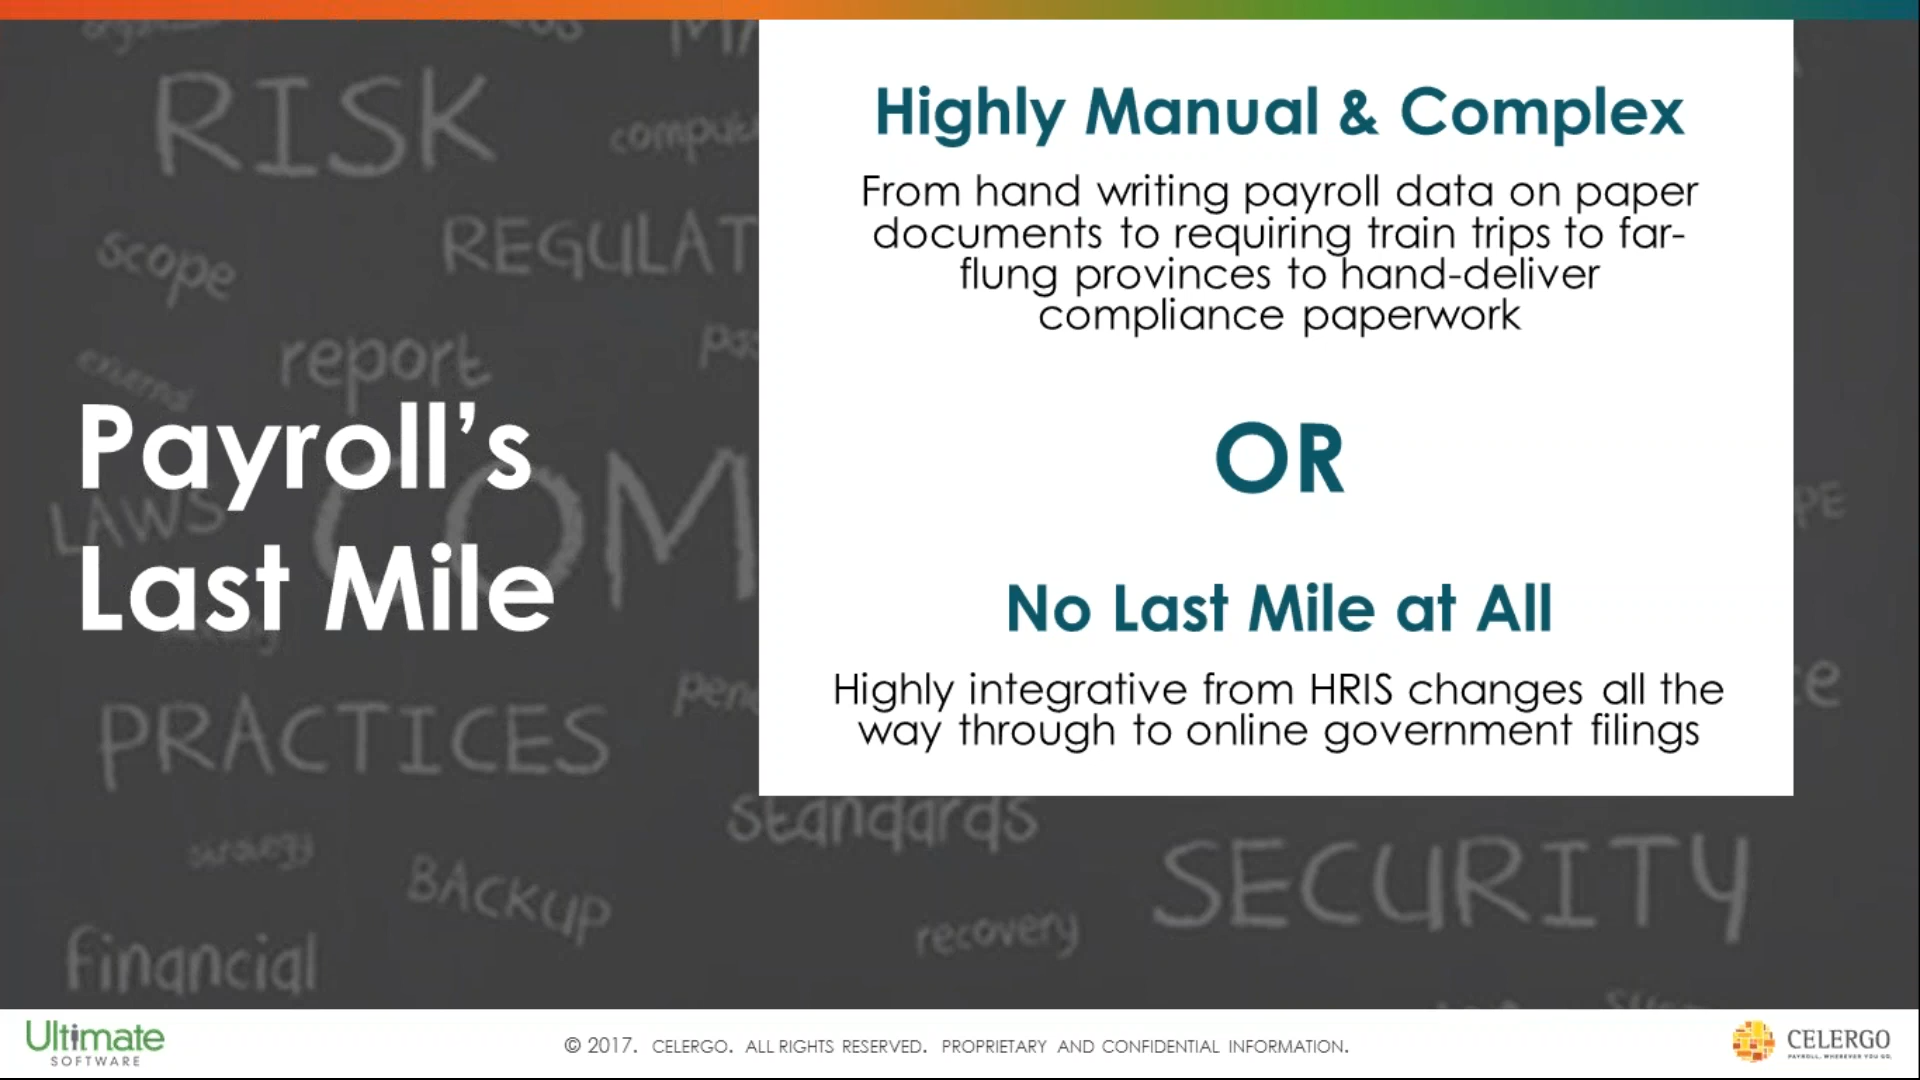 RISK
scope
REGULAT
report
external
LAWS
COM
Payroll's
Last Mile
PRACTICES
strategy
BACKUP
financial
standards
recovery
SECURITY
Highly Manual & Complex
From hand writing payroll data on paper
documents to requiring train trips to far-
flung provinces to hand-deliver
compliance paperwork
OR
No Last Mile at All
Highly integrative from HRIS changes all the
way through to online government filings
Ultimate
SOFTWARE
© 2017. CELERGO. ALL RIGHTS RESERVED. PROPRIETARY AND CONFIDENTIAL INFORMATION.
CELERGO
PAYROLL, WHEREVER YOU GO.